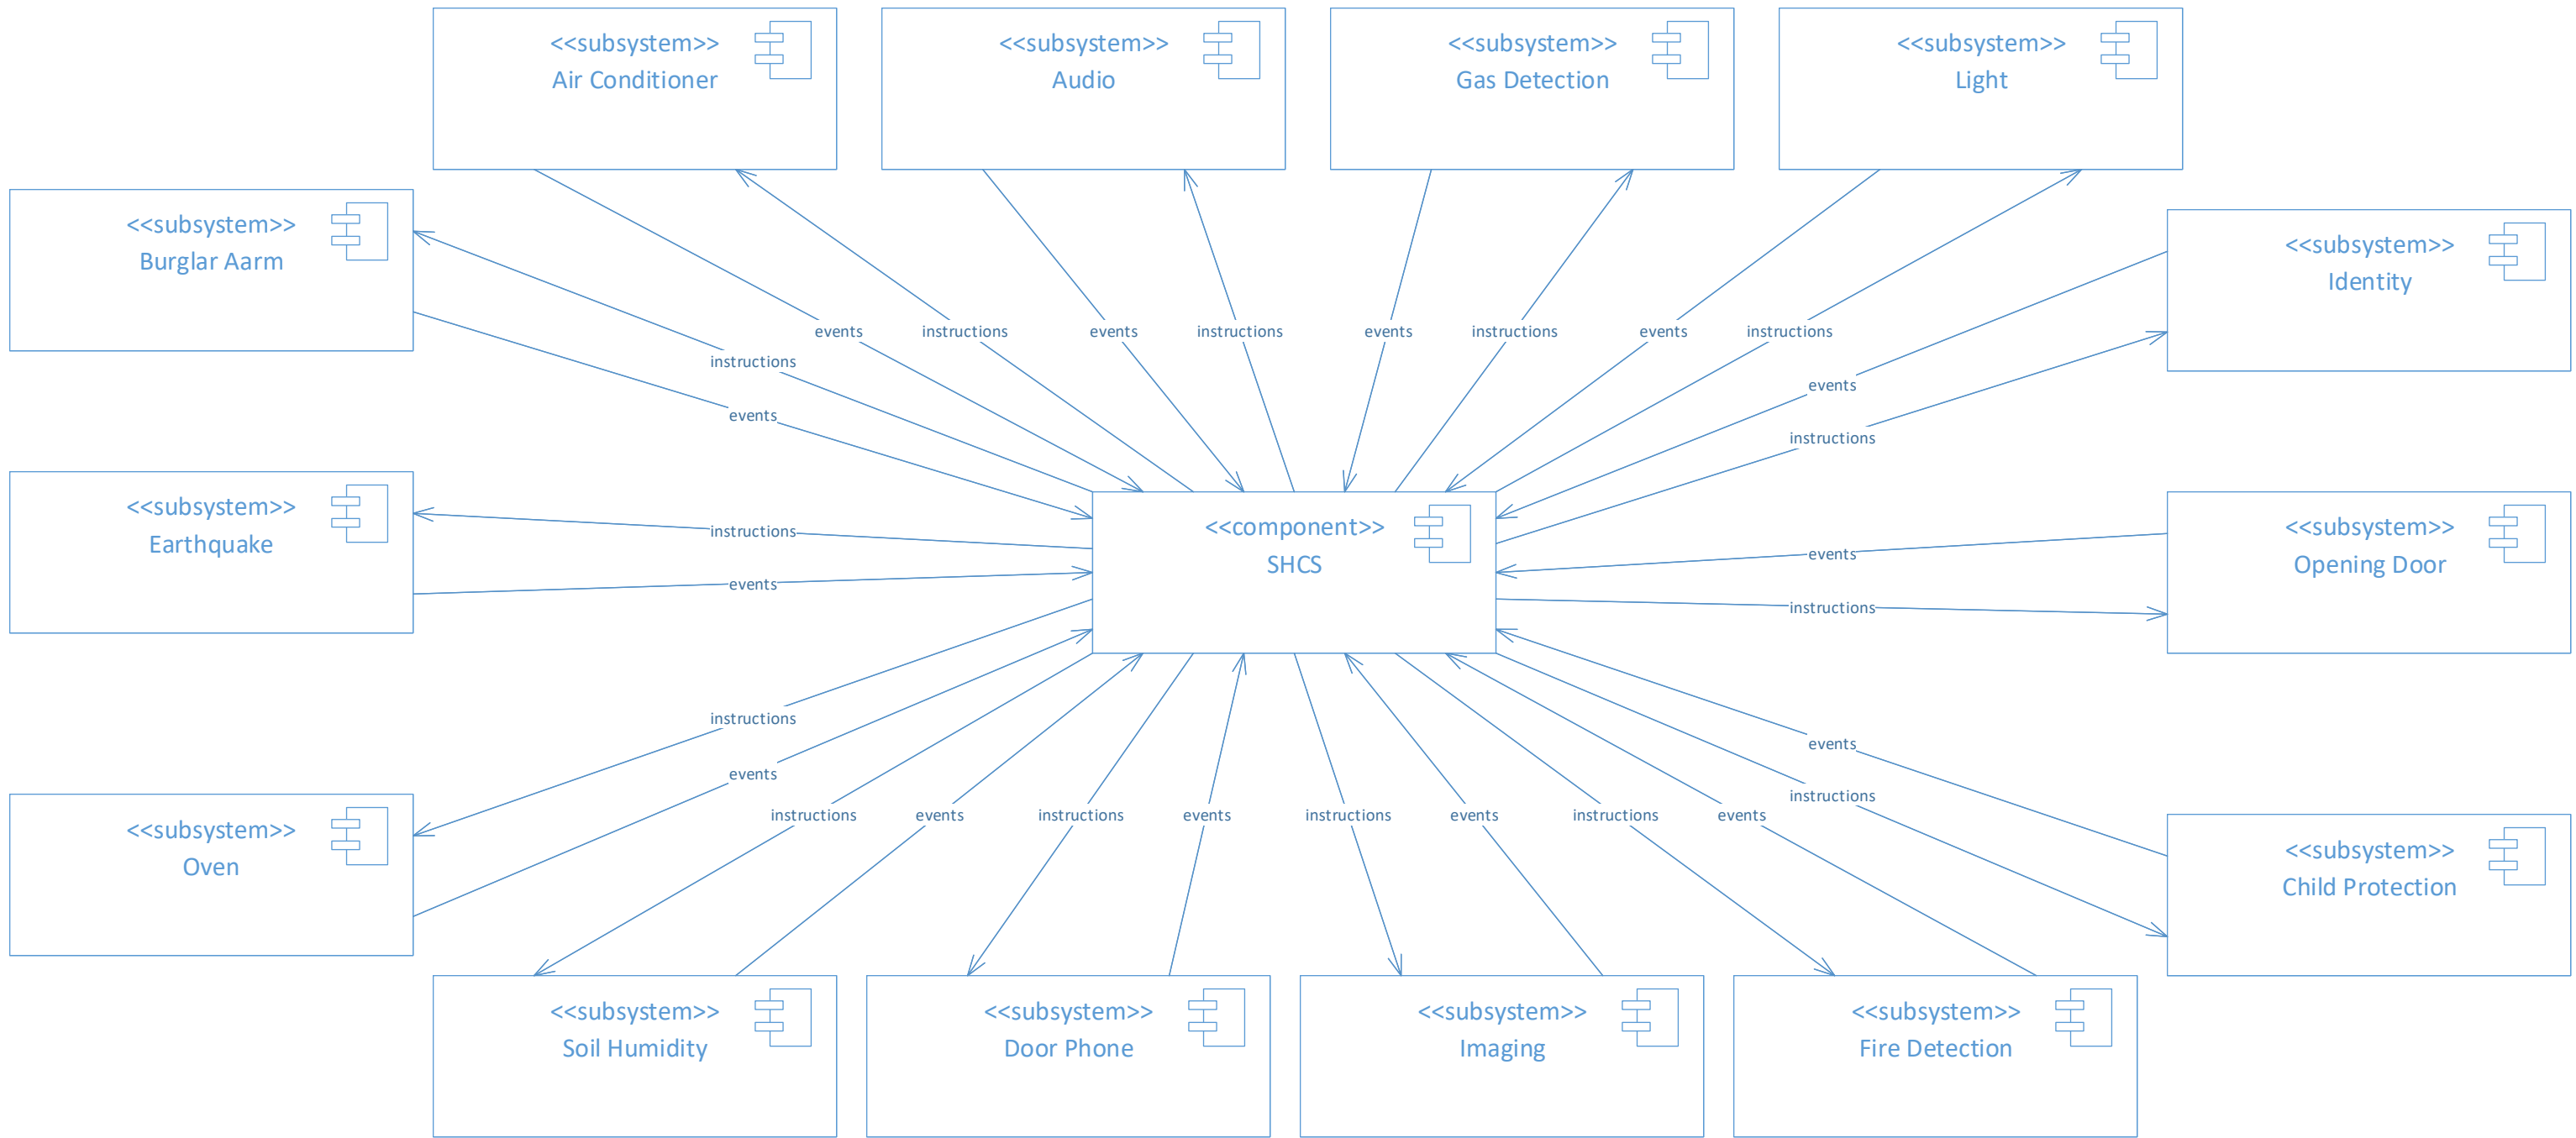 <<subsystem>>
Air Conditioner
<<subsystem>>
Audio
<<subsystem>>
Gas Detection
<<subsystem>>
Light
<<subsystem>>
Burglar Aarm
<<subsystem>>
Identity
events
instructions
events
instructions
events
instructions
events
instructions
instructions
events
events
instructions
<<subsystem>>
Earthquake
<<component>>
SHCS
<<subsystem>>
Opening Door
instructions
events
events
instructions
instructions
events
events
instructions
<<subsystem>>
Oven
instructions
events
instructions
events
instructions
events
instructions
events
<<subsystem>>
Child Protection
<<subsystem>>
Soil Humidity
<<subsystem>>
Door Phone
<<subsystem>>
Imaging
<<subsystem>>
Fire Detection